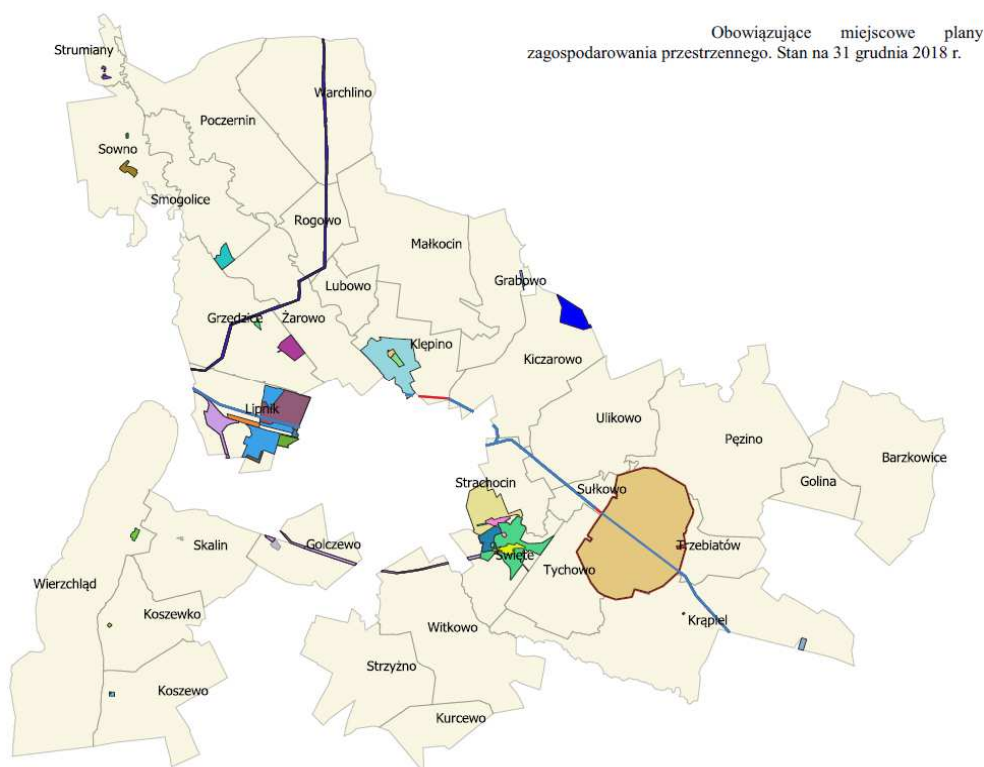 Obowiązujące miejscowe plany
zagospodarowania przestrzennego. Stan na 31 grudnia 2018 r.
Strumiany
Warchlino
Poczernin
Sowno
Smogolice
Rogowo
Małkocin
Grabowo
Lubowo
Grzędzice
Żarowo
Klępino
Kiczarowo
Lipnik
Ulikowo
Pęzino
Barzkowice
Golina
Strachocin
Sułkowo
Skalin
Golczewo
Święte
Trzebiatów
Tychowo
Wierzchląd
Koszewko
Witkowo
Krąpiel
Strzyżno
Koszewo
Kurcewo